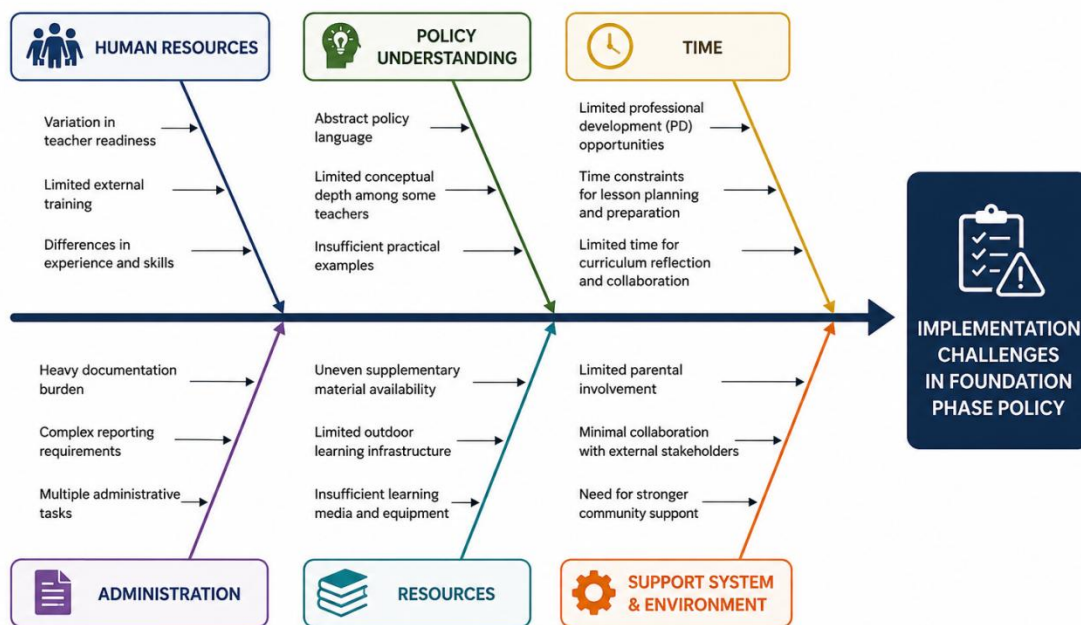 HUMAN RESOURCES
Variation in
teacher readiness
Limited external
training
Differences in
experience and skills
POLICY
UNDERSTANDING
Abstract policy
language
Limited conceptual
depth among some
teachers
Insufficient practical
examples
TIME
Limited professional
development (PD)
opportunities
Time constraints
for lesson planning
and preparation
Limited time for
curriculum reflection
and collaboration
IMPLEMENTATION
CHALLENGES
IN FOUNDATION
PHASE POLICY
Heavy documentation
burden
Complex reporting
requirements
Multiple administrative
tasks
ADMINISTRATION
Uneven supplementary
material availability
Limited outdoor
learning infrastructure
Insufficient learning
media and equipment
RESOURCES
Limited parental
involvement
Minimal collaboration
with external stakeholders
Need for stronger
community support
SUPPORT SYSTEM
& ENVIRONMENT